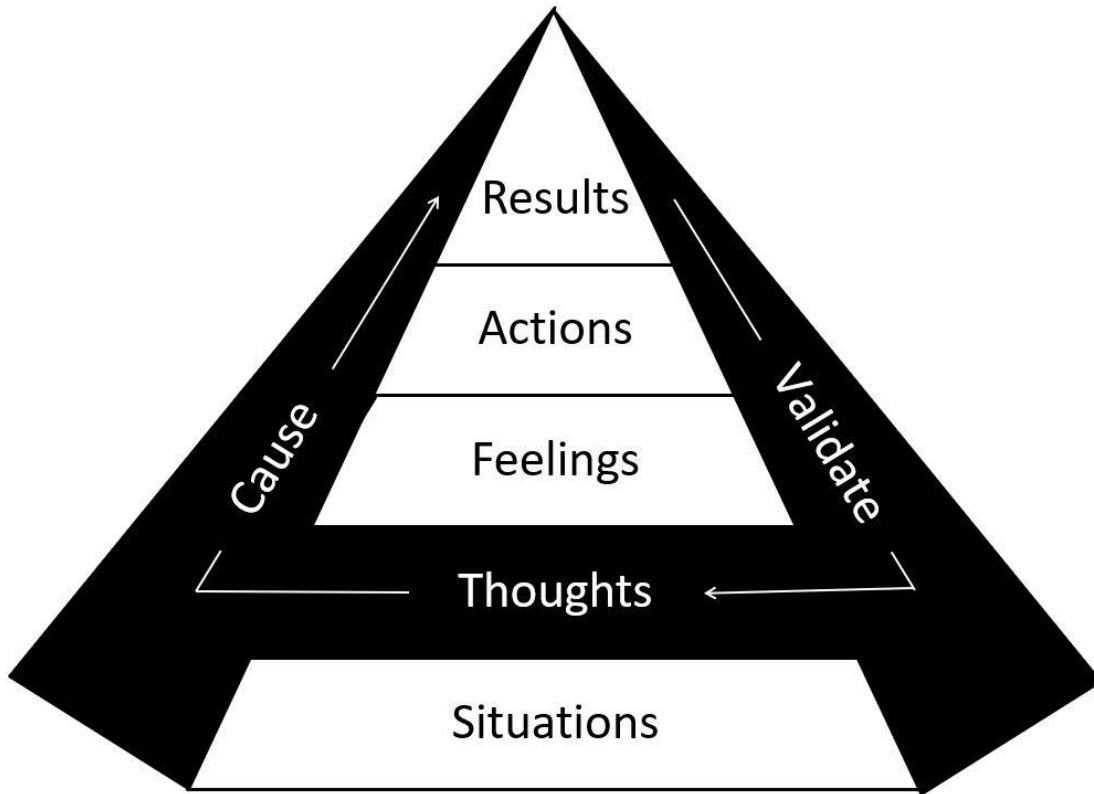 Results
Actions
Feelings
Cause
Validate
Thoughts
Situations